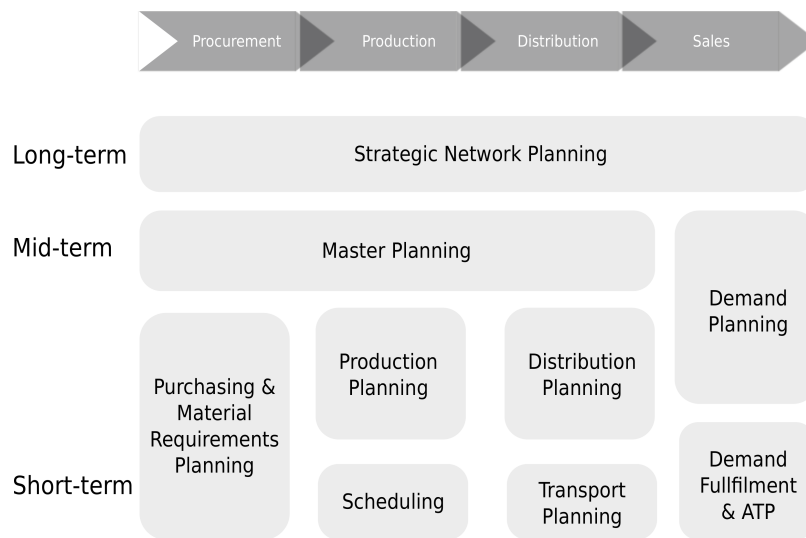 Procurement
Production
Distribution
Sales
Long-term
Strategic Network Planning
Mid-term
Master Planning
Demand
Planning
Production
Planning
Distribution
Planning
Purchasing &
Material
Requirements
Planning
Short-term
Scheduling
Transport
Planning
Demand
Fullfilment
& ATP